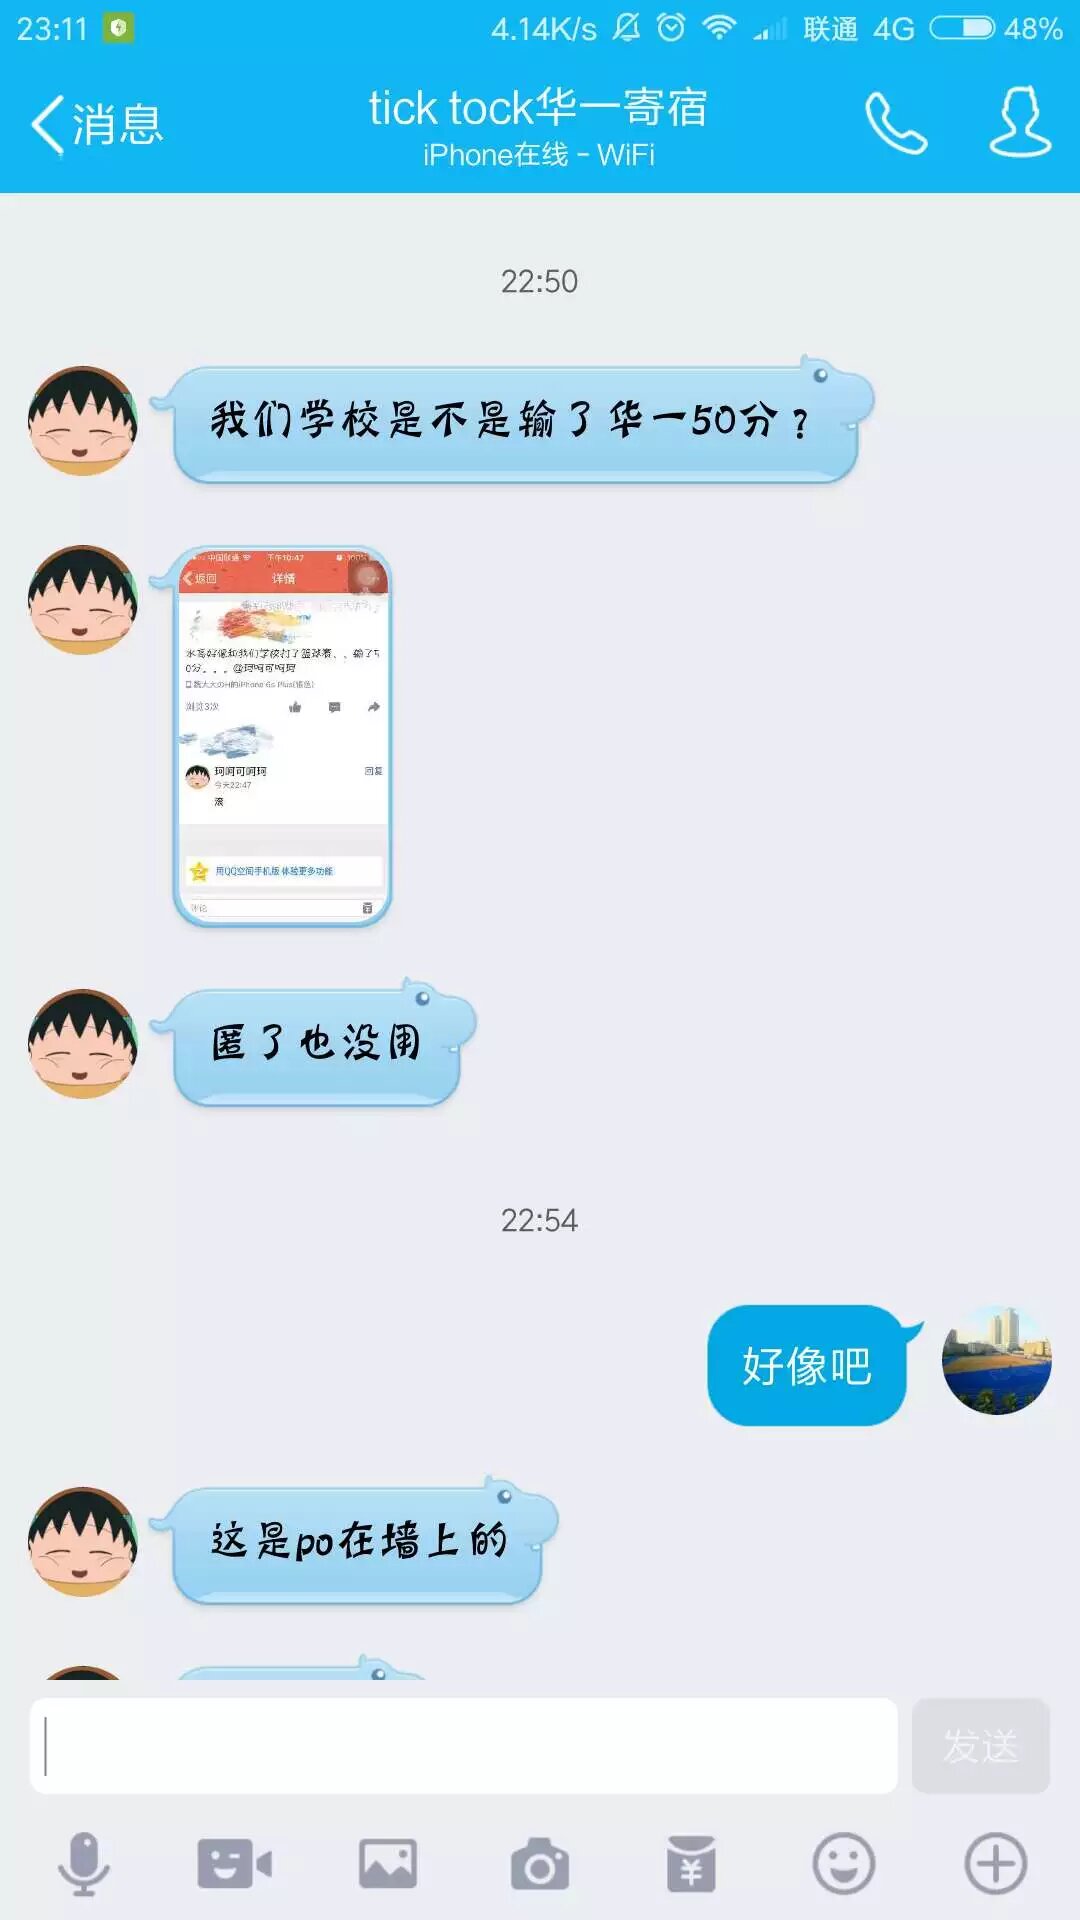 23:11 4.14K/s 联通 4G 48%
消息
tick tock华一寄宿
iPhone在线 - WiFi
22:50
我们学校是不是输了华一50分？
中国联通 下午10:47 100%
返回 详情
水高好像和我们学校打了篮球赛、、输了5
0分。。。@珂呵可呵珂
浏览3次
珂呵可呵珂 回复
今天22:47
滚
用QQ空间手机版 体验更多功能
评论
匿了也没用
22:54
好像吧
这是po在墙上的
发送